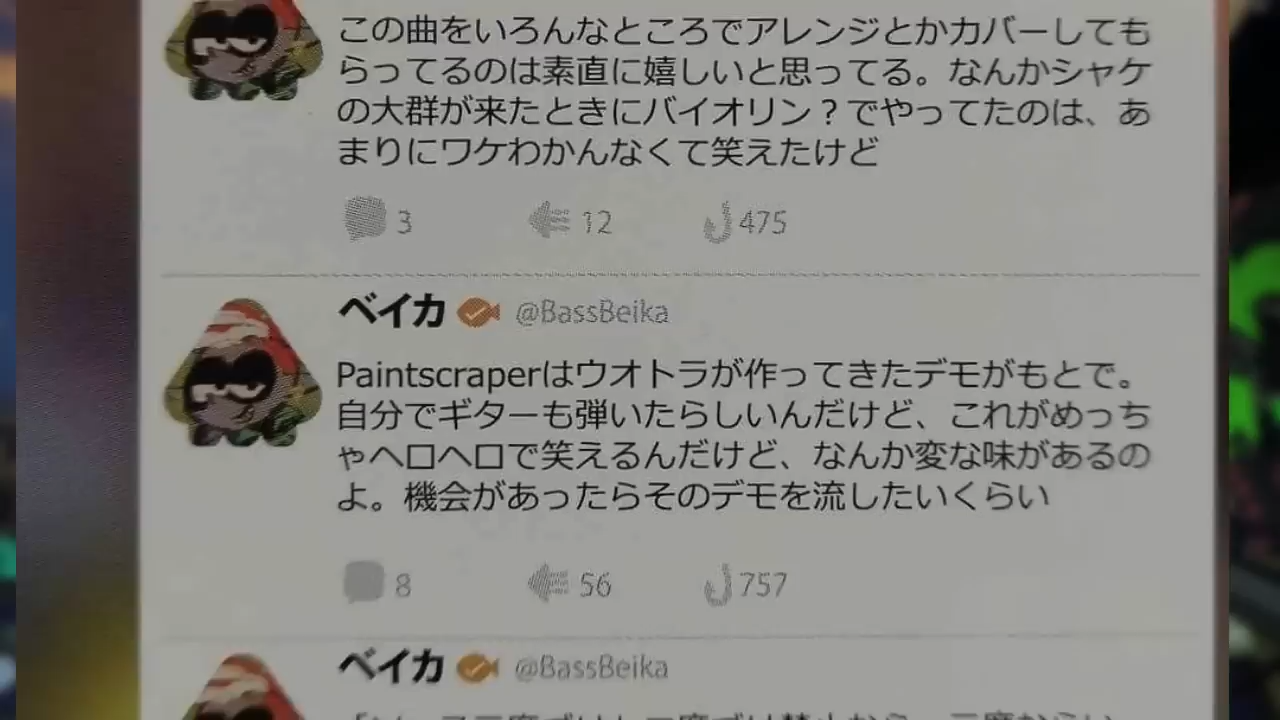 この曲をいろんなところでアレンジとかカバーしても
らってるのは素直に嬉しいと思ってる。なんかシャケ
の大群が来たときにバイオリン？でやってたのは、あ
まりにワケわかんなくて笑えたけど
3 12 475
ベイカ @BassBeika
Paintscraperはウオトラが作ってきたデモがもとで。
自分でギターも弾いたらしいんだけど、これがめっち
ゃヘロヘロで笑えるんだけど、なんか変な味があるの
よ。機会があったらそのデモを流したいくらい
8 56 757
ベイカ @BassBeika